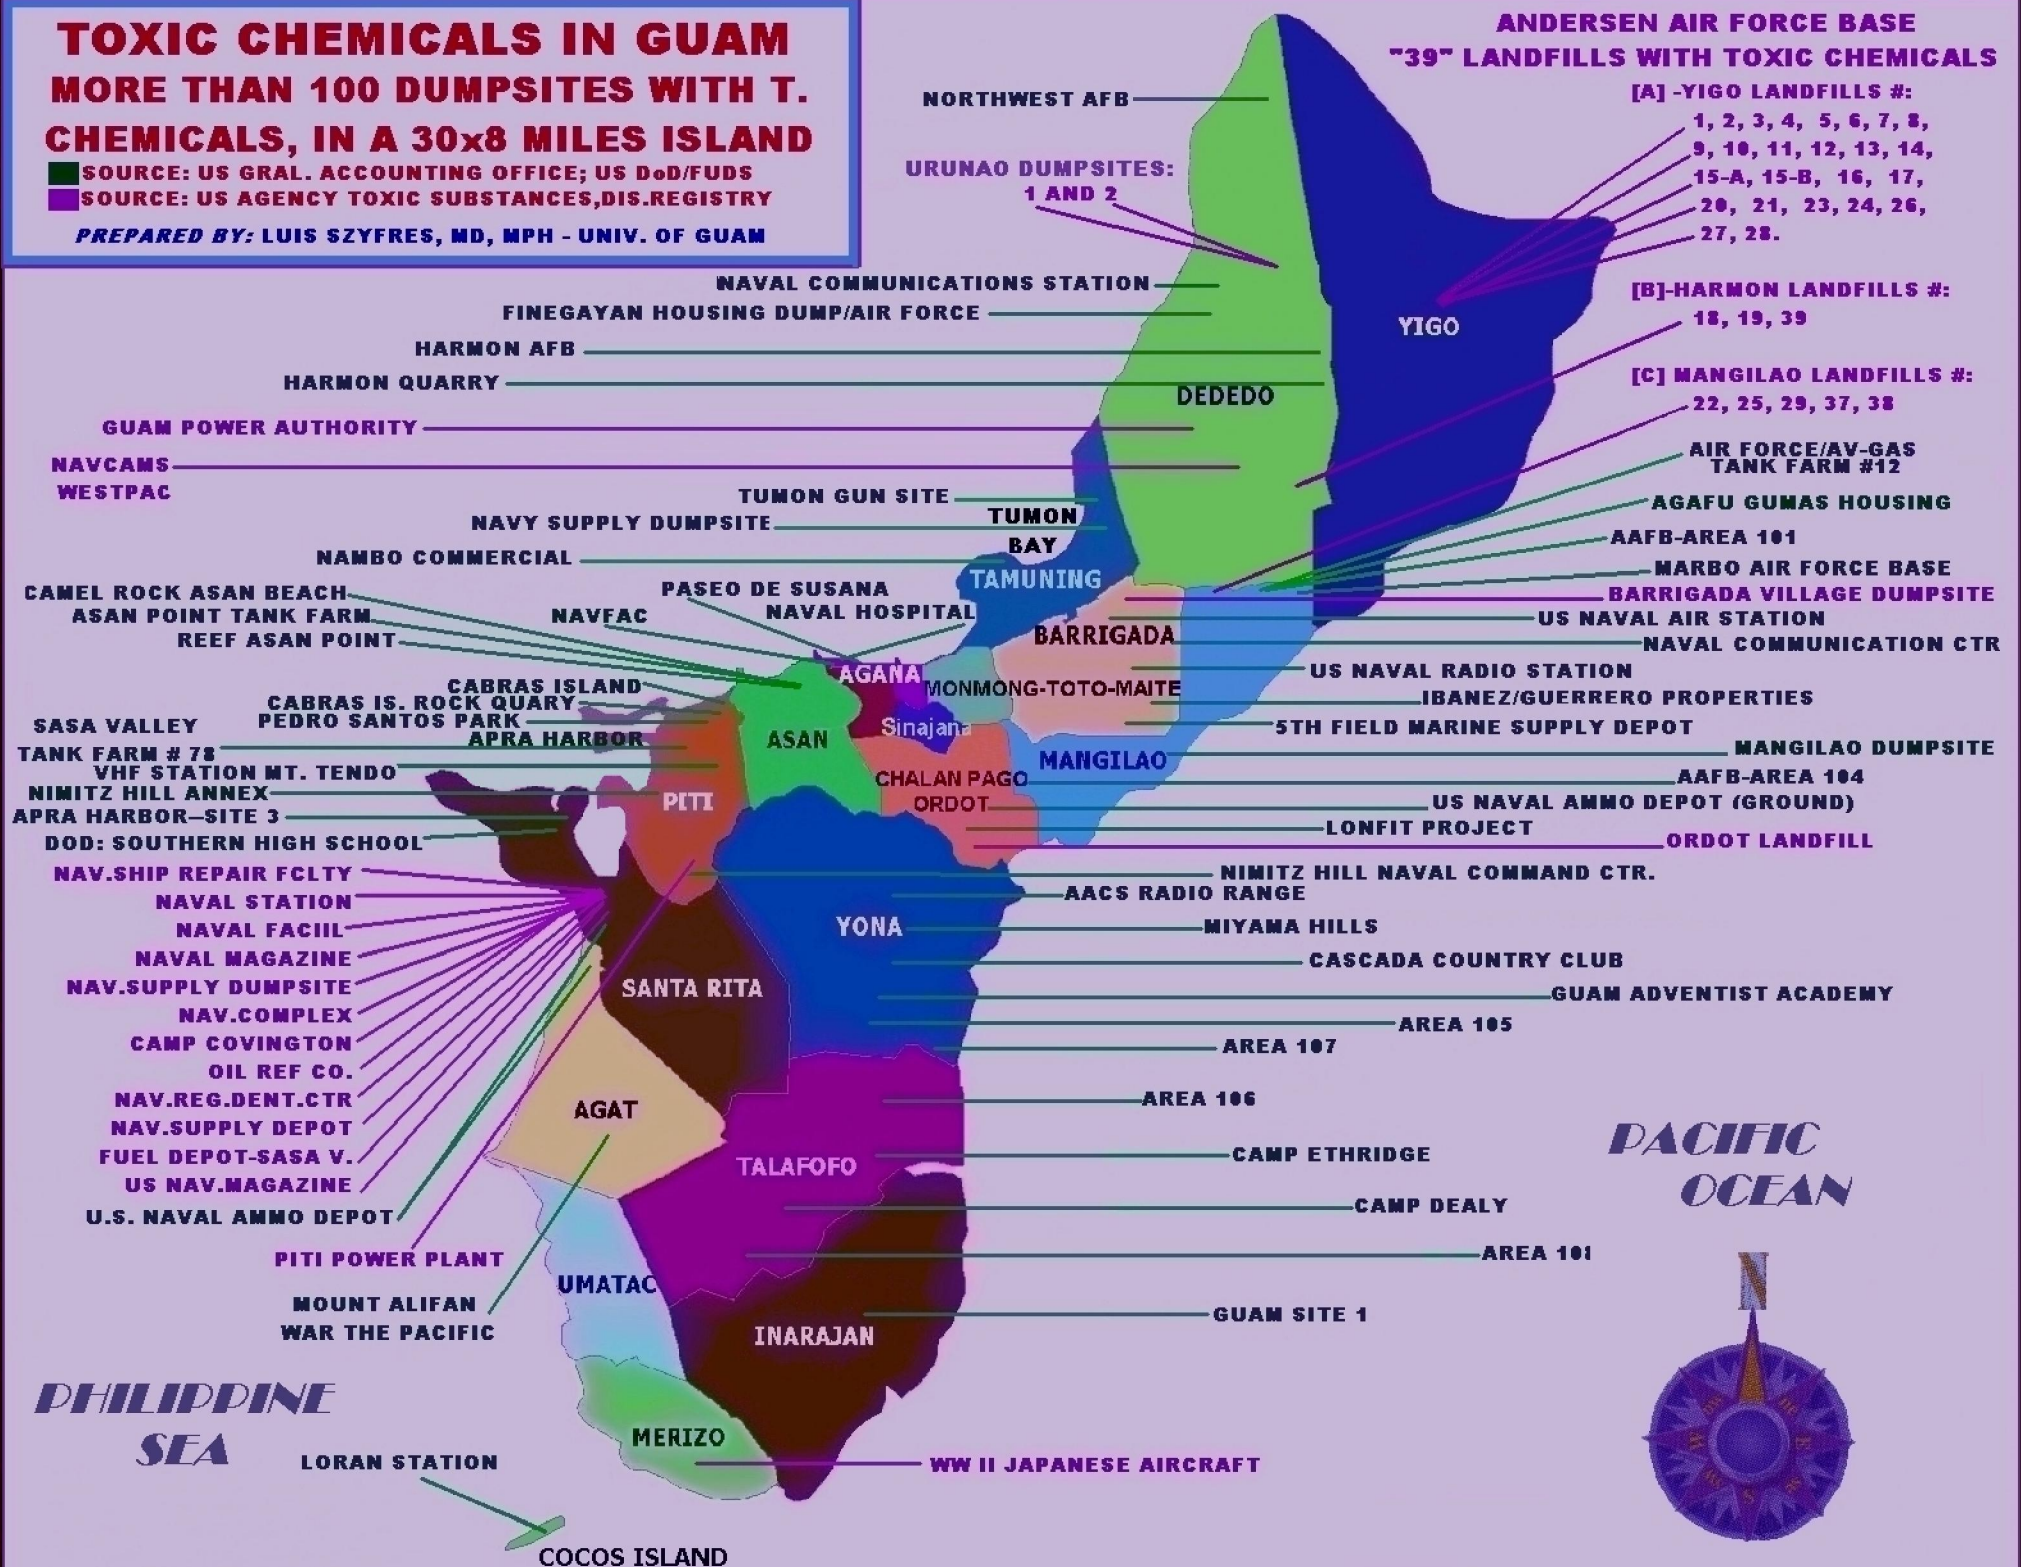 TOXIC CHEMICALS IN GUAM
MORE THAN 100 DUMPSITES WITH T.
CHEMICALS, IN A 30x8 MILES ISLAND
SOURCE: US GRAL. ACCOUNTING OFFICE; US DoD/FUDS
SOURCE: US AGENCY TOXIC SUBSTANCES,DIS.REGISTRY
PREPARED BY: LUIS SZYFRES, MD, MPH - UNIV. OF GUAM
ANDERSEN AIR FORCE BASE
"39" LANDFILLS WITH TOXIC CHEMICALS
[A] -YIGO LANDFILLS #:
1, 2, 3, 4, 5, 6, 7, 8,
9, 10, 11, 12, 13, 14,
15-A, 15-B, 16, 17,
20, 21, 23, 24, 26,
27, 28.
[B]-HARMON LANDFILLS #:
18, 19, 39
[C] MANGILAO LANDFILLS #:
22, 25, 29, 37, 38
NORTHWEST AFB
URUNAO DUMPSITES:
1 AND 2
NAVAL COMMUNICATIONS STATION
FINEGAYAN HOUSING DUMP/AIR FORCE
HARMON AFB
HARMON QUARRY
GUAM POWER AUTHORITY
NAVCAMS
WESTPAC
TUMON GUN SITE
NAVY SUPPLY DUMPSITE
NAMBO COMMERCIAL
TUMON
BAY
YIGO
DEDEDO
TAMUNING
AIR FORCE/AV-GAS
TANK FARM #12
AGAFU GUMAS HOUSING
AAFB-AREA 101
MARBO AIR FORCE BASE
BARRIGADA VILLAGE DUMPSITE
US NAVAL AIR STATION
NAVAL COMMUNICATION CTR
US NAVAL RADIO STATION
IBANEZ/GUERRERO PROPERTIES
5TH FIELD MARINE SUPPLY DEPOT
MANGILAO DUMPSITE
AAFB-AREA 104
US NAVAL AMMO DEPOT (GROUND)
LONFIT PROJECT
ORDOT LANDFILL
CAMEL ROCK ASAN BEACH
ASAN POINT TANK FARM
REEF ASAN POINT
PASEO DE SUSANA
NAVFAC
NAVAL HOSPITAL
CABRAS ISLAND
CABRAS IS. ROCK QUARY
PEDRO SANTOS PARK
APRA HARBOR
SASA VALLEY
TANK FARM # 78
VHF STATION MT. TENDO
NIMITZ HILL ANNEX
APRA HARBOR—SITE 3
DOD: SOUTHERN HIGH SCHOOL
BARRIGADA
AGANA
MONMONG-TOTO-MAITE
Sinajana
ASAN
MANGILAO
CHALAN PAGO
ORDOT
PITI
NAV.SHIP REPAIR FCLTY
NAVAL STATION
NAVAL FACIIL
NAVAL MAGAZINE
NAV.SUPPLY DUMPSITE
NAV.COMPLEX
CAMP COVINGTON
OIL REF CO.
NAV.REG.DENT.CTR
NAV.SUPPLY DEPOT
FUEL DEPOT-SASA V.
US NAV.MAGAZINE
U.S. NAVAL AMMO DEPOT
PITI POWER PLANT
MOUNT ALIFAN
WAR THE PACIFIC
NIMITZ HILL NAVAL COMMAND CTR.
AACS RADIO RANGE
MIYAMA HILLS
CASCADA COUNTRY CLUB
GUAM ADVENTIST ACADEMY
AREA 105
AREA 107
AREA 106
CAMP ETHRIDGE
CAMP DEALY
AREA
GUAM SITE 1
YONA
SANTA RITA
AGAT
TALAFOFO
UMATAC
INARAJAN
MERIZO
WW II JAPANESE AIRCRAFT
LORAN STATION
COCOS ISLAND
PHILIPPINE
SEA
PACIFIC
OCEAN
N
NE
E
SE
S
SW
W
NW